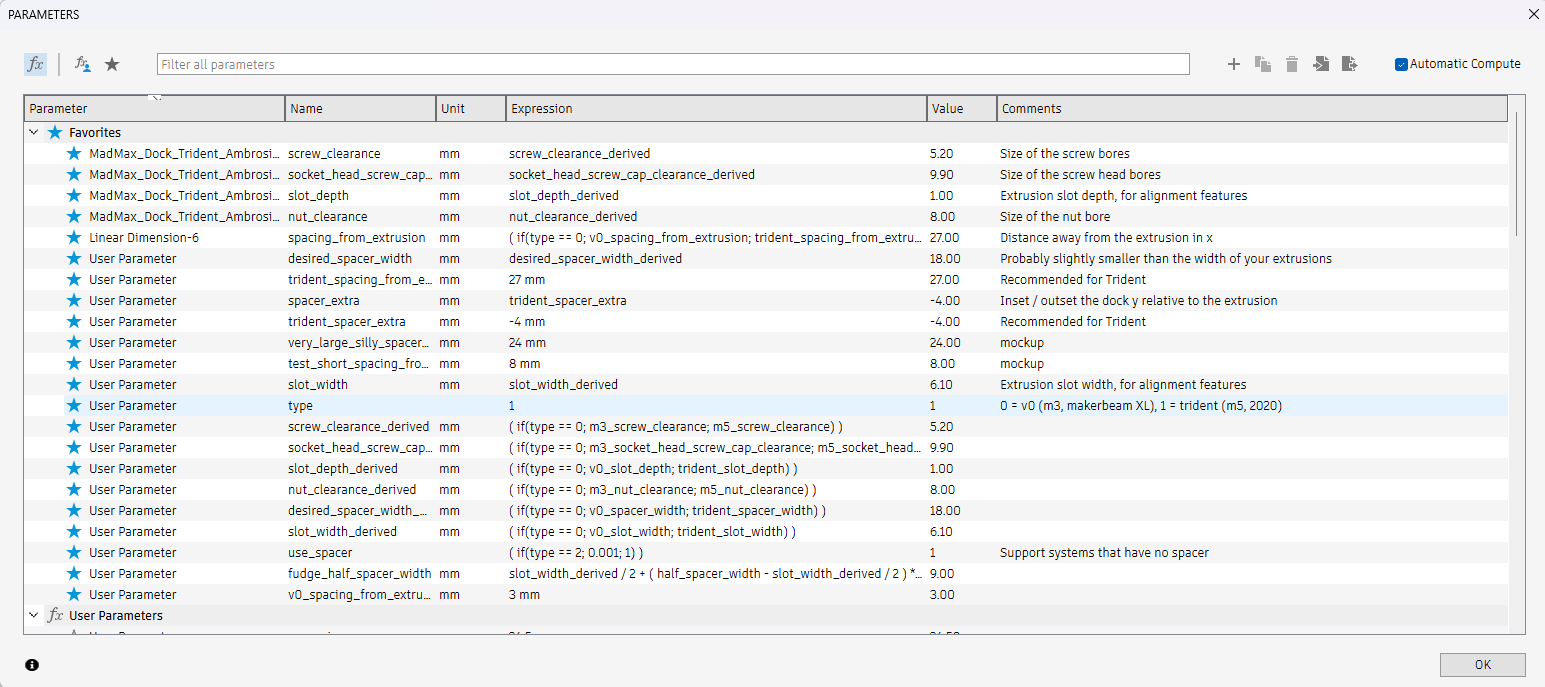 PARAMETERS
fx fx Filter all parameters Automatic Compute
Parameter Name Unit Expression Value Comments
Favorites
MadMax_Dock_Trident_Ambrosi... screw_clearance mm screw_clearance_derived 5.20 Size of the screw bores
MadMax_Dock_Trident_Ambrosi... socket_head_screw_cap... mm socket_head_screw_cap_clearance_derived 9.90 Size of the screw head bores
MadMax_Dock_Trident_Ambrosi... slot_depth mm slot_depth_derived 1.00 Extrusion slot depth, for alignment features
MadMax_Dock_Trident_Ambrosi... nut_clearance mm nut_clearance_derived 8.00 Size of the nut bore
Linear Dimension-6 spacing_from_extrusion mm ( if(type == 0; v0_spacing_from_extrusion; trident_spacing_from_extru... 27.00 Distance away from the extrusion in x
User Parameter desired_spacer_width mm desired_spacer_width_derived 18.00 Probably slightly smaller than the width of your extrusions
User Parameter trident_spacing_from_e... mm 27 mm 27.00 Recommended for Trident
User Parameter spacer_extra mm trident_spacer_extra -4.00 Inset / outset the dock y relative to the extrusion
User Parameter trident_spacer_extra mm -4 mm -4.00 Recommended for Trident
User Parameter very_large_silly_spacer... mm 24 mm 24.00 mockup
User Parameter test_short_spacing_fro... mm 8 mm 8.00 mockup
User Parameter slot_width mm slot_width_derived 6.10 Extrusion slot width, for alignment features
User Parameter type 1 1 0 = v0 (m3, makerbeam XL), 1 = trident (m5, 2020)
User Parameter screw_clearance_derived mm ( if(type == 0; m3_screw_clearance; m5_screw_clearance) ) 5.20
User Parameter socket_head_screw_cap... mm ( if(type == 0; m3_socket_head_screw_cap_clearance; m5_socket_head... 9.90
User Parameter slot_depth_derived mm ( if(type == 0; v0_slot_depth; trident_slot_depth) ) 1.00
User Parameter nut_clearance_derived mm ( if(type == 0; m3_nut_clearance; m5_nut_clearance) ) 8.00
User Parameter desired_spacer_width_... mm ( if(type == 0; v0_spacer_width; trident_spacer_width) ) 18.00
User Parameter slot_width_derived mm ( if(type == 0; v0_slot_width; trident_slot_width) ) 6.10
User Parameter use_spacer ( if(type == 2; 0.001; 1) ) 1 Support systems that have no spacer
User Parameter fudge_half_spacer_width mm slot_width_derived / 2 + ( half_spacer_width - slot_width_derived / 2 ) *... 9.00
User Parameter v0_spacing_from_extru... mm 3 mm 3.00
fx User Parameters
OK